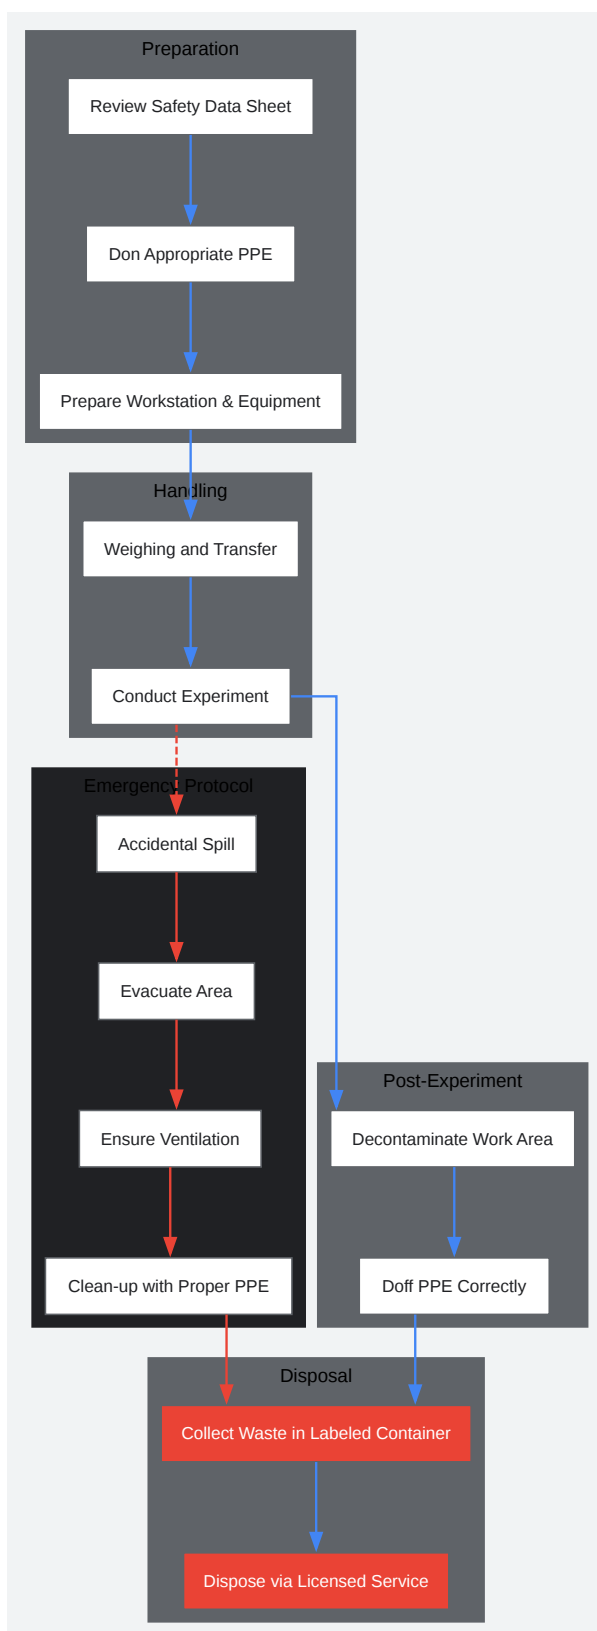 Preparation
Review Safety Data Sheet
Don Appropriate PPE
Prepare Workstation & Equipment
Handling
Weighing and Transfer
Conduct Experiment
Emergency Protocol
Accidental Spill
Evacuate Area
Ensure Ventilation
Clean-up with Proper PPE
Post-Experiment
Decontaminate Work Area
Doff PPE Correctly
Disposal
Collect Waste in Labeled Container
Dispose via Licensed Service